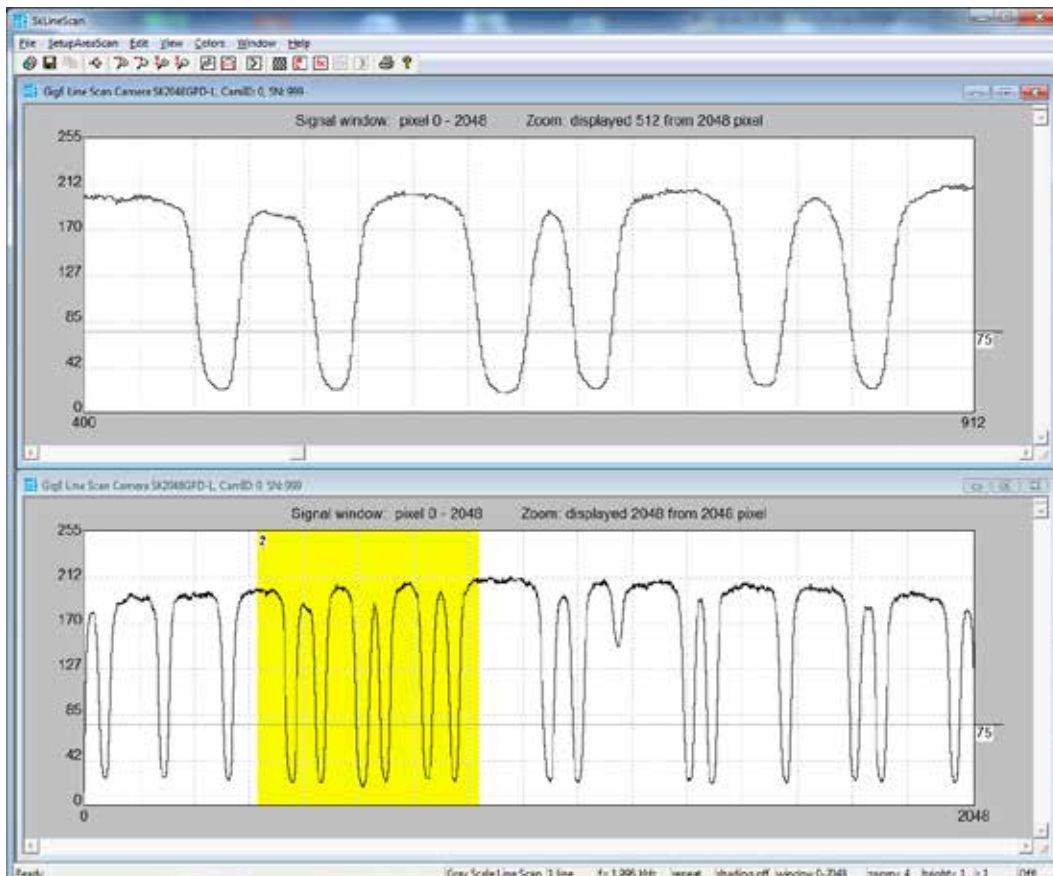 SkLineScan
File SetupAreaScan Edit View Colors Window Help
GigE Line Scan Camera SK2048GPD-L, CamID: 0, SN: 999
Signal window: pixel 0 - 2048 Zoom: displayed 512 from 2048 pixel
255
212
170
127
85
75
42
0
400 912
GigE Line Scan Camera SK2048GPD-L, CamID: 0, SN: 999
Signal window: pixel 0 - 2048 Zoom: displayed 2048 from 2048 pixel
255
2
212
170
127
85
75
42
0
0 2048
Ready Gray Scale Line Scan, 1 line repeat shading off window 0-2048 zoom: 4 Off